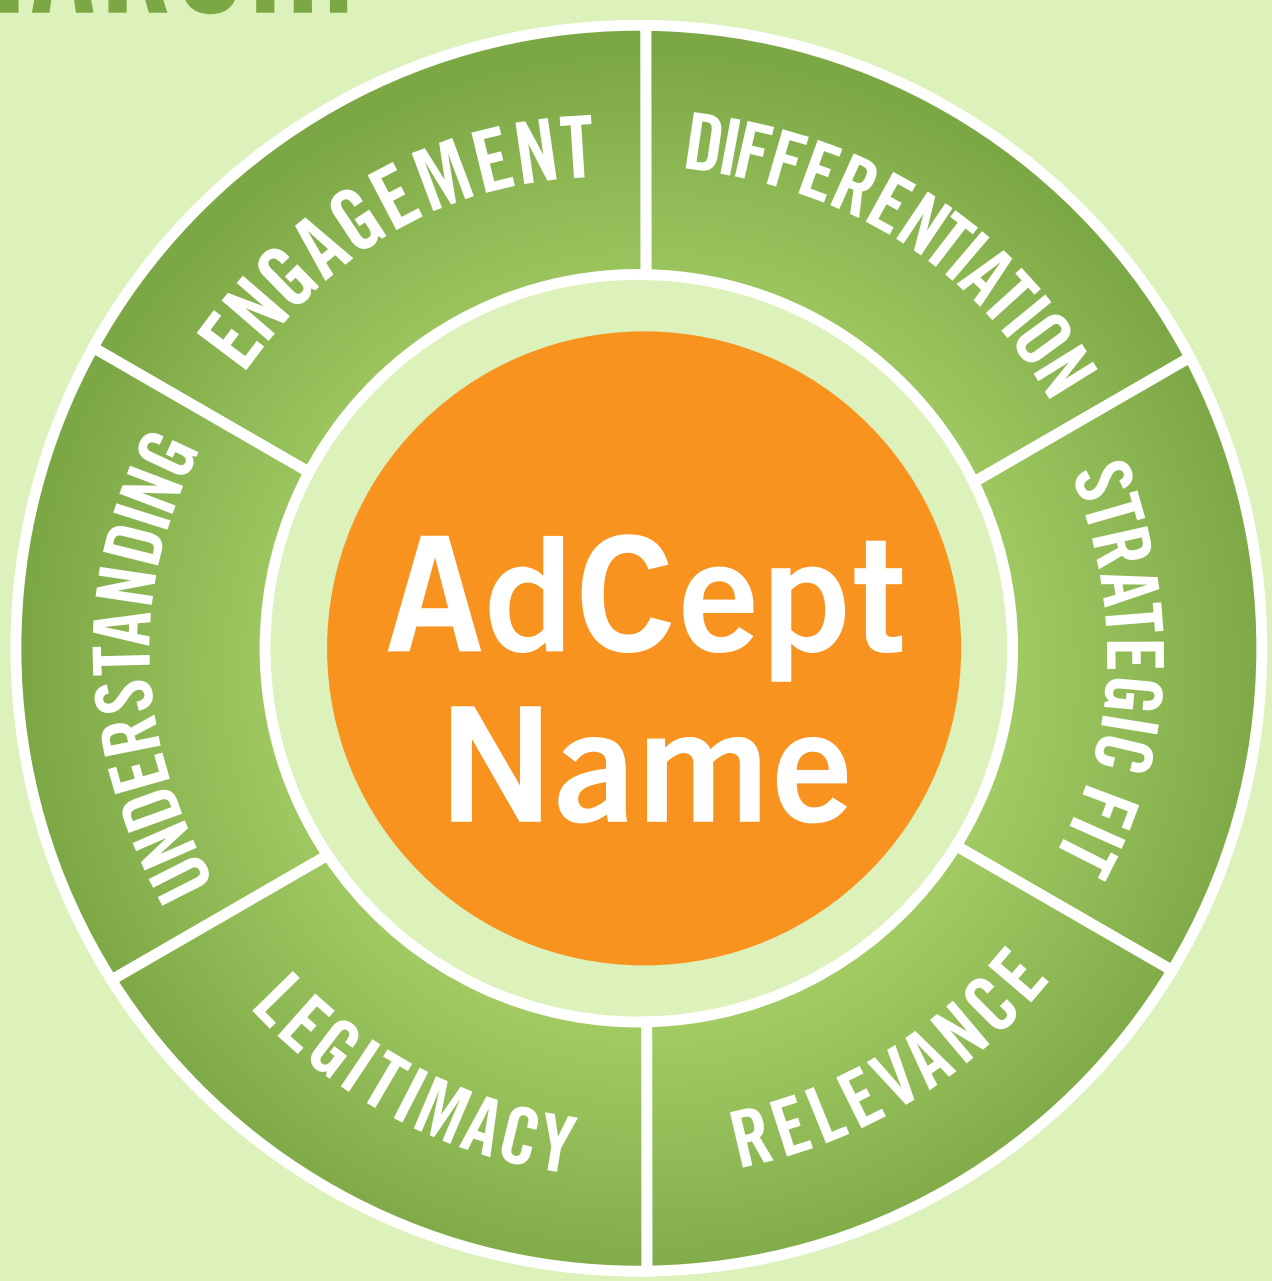 ENGAGEMENT
DIFFERENTIATION
STRATEGIC FIT
RELEVANCE
LEGITIMACY
UNDERSTANDING
AdCept
Name